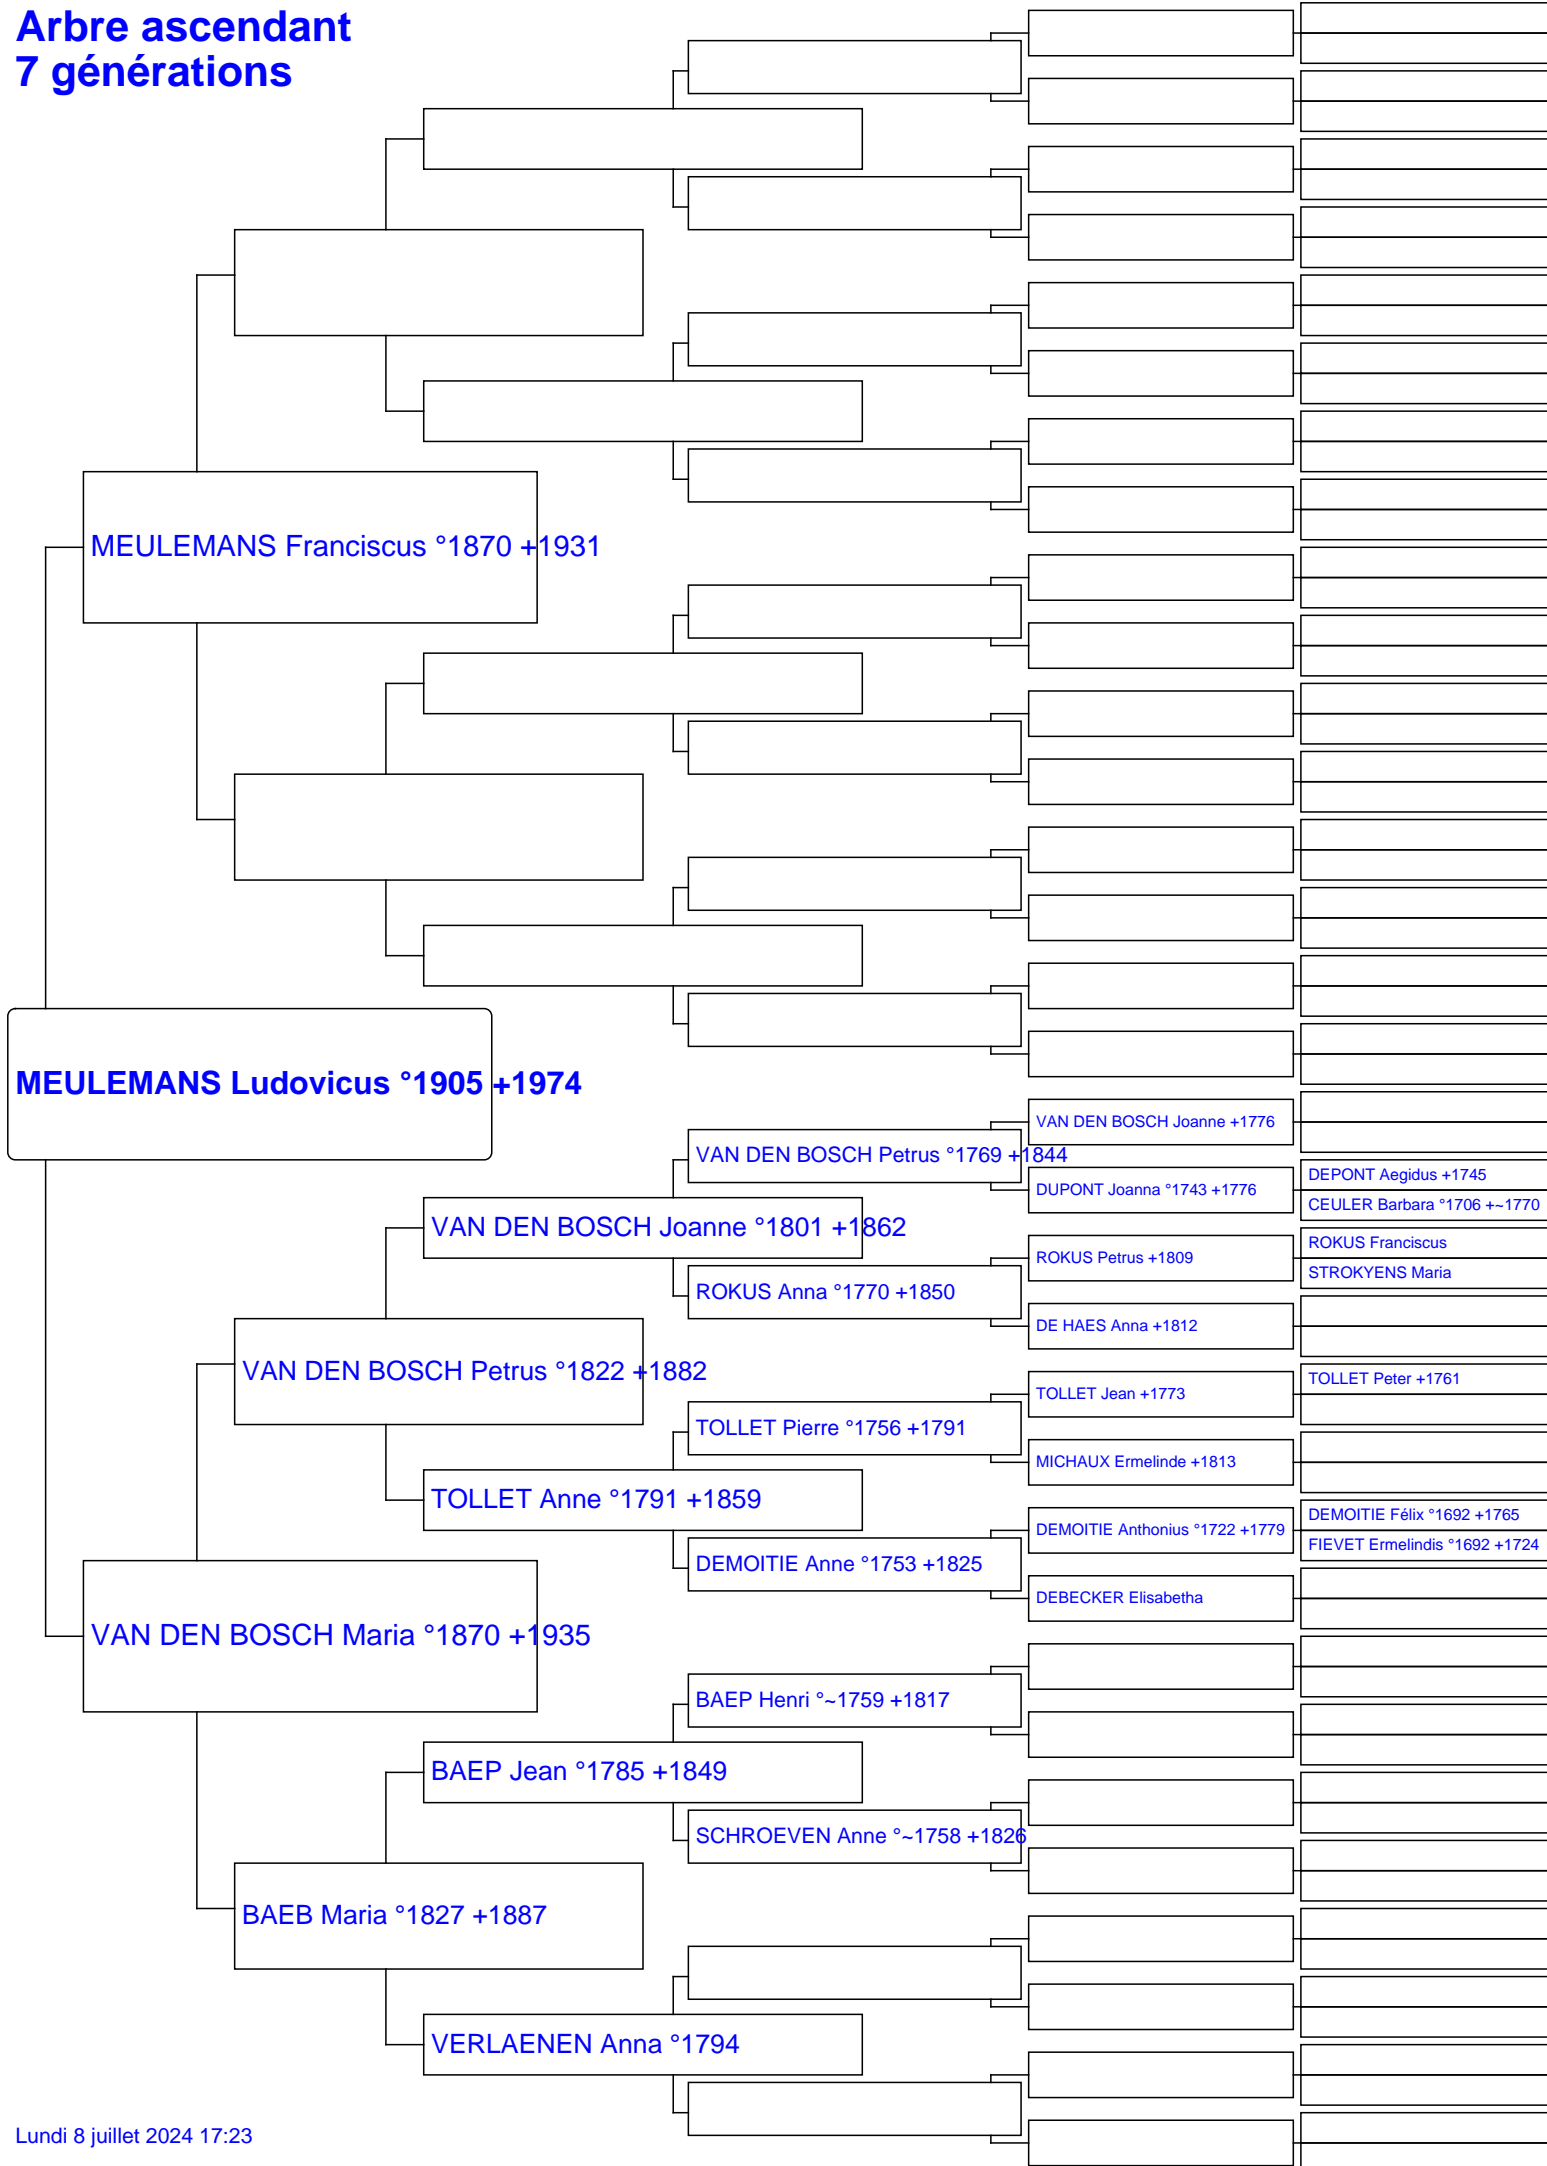 Arbre ascendant
7 générations
MEULEMANS Franciscus °1870 +1931
MEULEMANS Ludovicus °1905 +1974
VAN DEN BOSCH Joanne +1776
VAN DEN BOSCH Petrus °1769 +1844
DEPONT Aegidus +1745
DUPONT Joanna °1743 +1776
CEULER Barbara °1706 +~1770
VAN DEN BOSCH Joanne °1801 +1862
ROKUS Franciscus
ROKUS Petrus +1809
STROKYENS Maria
ROKUS Anna °1770 +1850
DE HAES Anna +1812
VAN DEN BOSCH Petrus °1822 +1882
TOLLET Peter +1761
TOLLET Jean +1773
TOLLET Pierre °1756 +1791
MICHAUX Ermelinde +1813
TOLLET Anne °1791 +1859
DEMOITIE Félix °1692 +1765
DEMOITIE Anthonius °1722 +1779
FIEVET Ermelindis °1692 +1724
DEMOITIE Anne °1753 +1825
DEBECKER Elisabetha
VAN DEN BOSCH Maria °1870 +1935
BAEP Henri °~1759 +1817
BAEP Jean °1785 +1849
SCHROEVEN Anne °~1758 +1826
BAEB Maria °1827 +1887
VERLAENEN Anna °1794
Lundi 8 juillet 2024 17:23